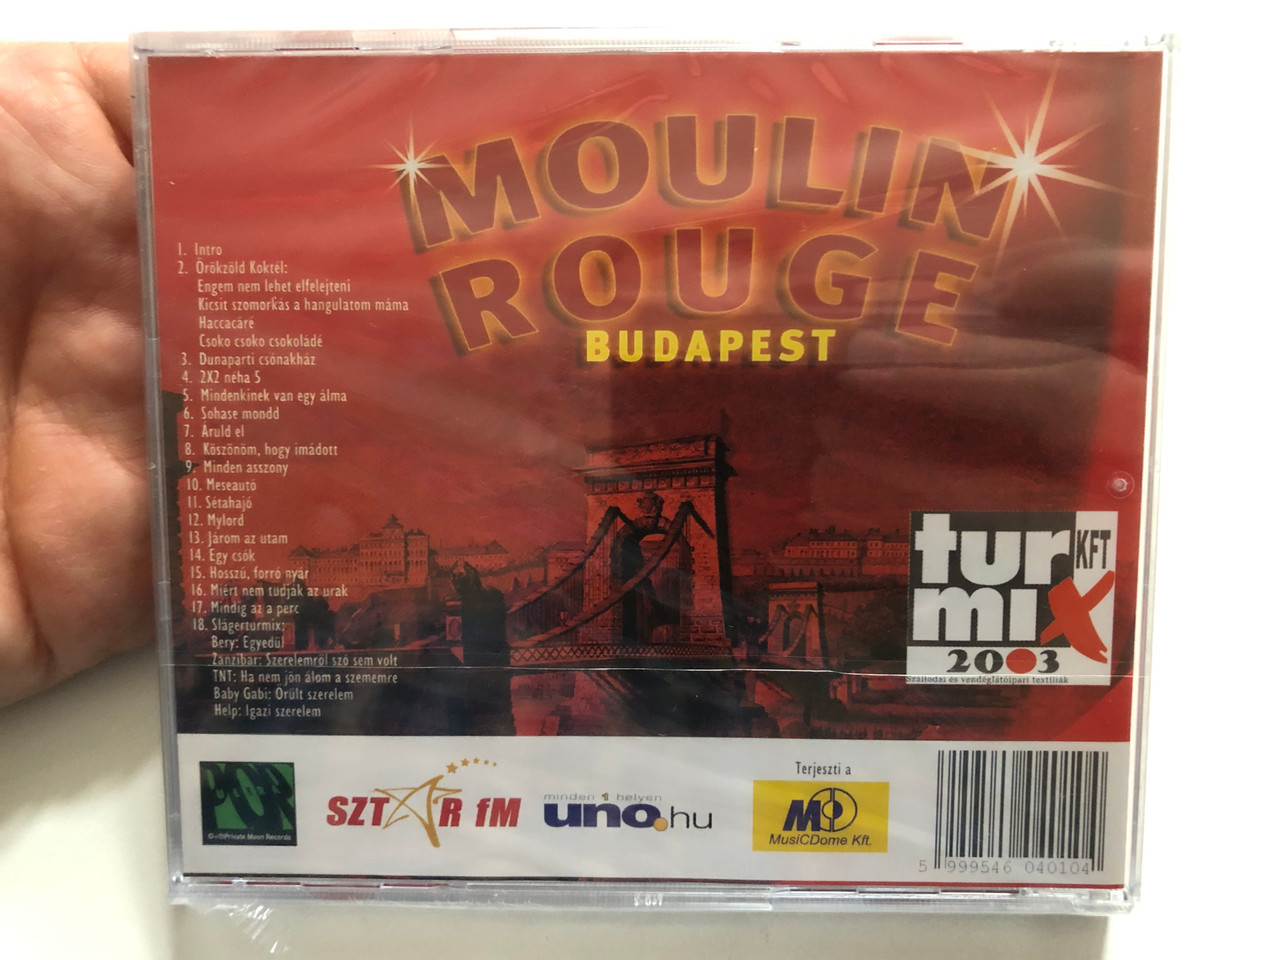 MOULIN
ROUGE
BUDAPEST
1. Intro
2. Örökzöld Koktél:
Engem nem lehet elfelejteni
Kicsit szomorkás a hangulatom máma
Haccacáré
Csoko csoko csokoládé
3. Dunaparti csónakház
4. 2X2 néha 5
5. Mindenkinek van egy álma
6. Sohase mondd
7. Áruld el
8. Köszönöm, hogy imádott
9. Minden asszony
10. Meseautó
11. Sétahajó
12. Mylord
13. Járom az utam
14. Egy csók
15. Hosszú, forró nyár
16. Miért nem tudják az urak
17. Mindig az a perc
18. Slágerturmix:
Bery: Egyedül
Zanzibar: Szerelemről szó sem volt
TNT: Ha nem jön álom a szememre
Baby Gabi: Őrült szerelem
Help: Igazi szerelem
tur KFT
mix
2003
Szállodai és vendéglátóipari textíliák
Private Moon Records
SZTAR fM
minden 1 helyen
uno.hu
Terjeszti a
MusiCDome Kft.
5 999546 040104